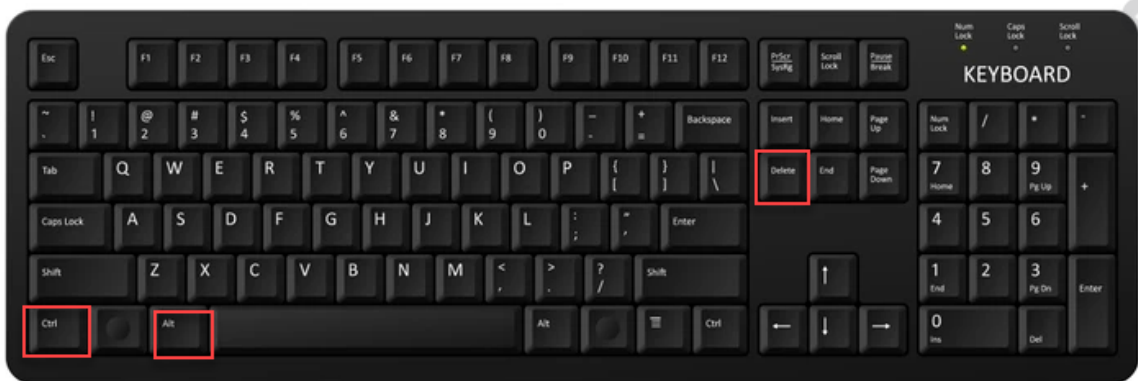 Num Lock
Caps Lock
Scroll Lock
KEYBOARD
Esc F1 F2 F3 F4 F5 F6 F7 F8 F9 F10 F11 F12 PrScr SysRg Scroll Lock Pause Break
~ ` ! 1 @ 2 # 3 $ 4 % 5 ^ 6 & 7 * 8 ( 9 ) 0 – - + = Backspace Insert Home Page Up Num Lock / * -
Tab Q W E R T Y U I O P { [ } ] | \ Delete End Page Down 7 Home 8 9 Pg Up +
Caps Lock A S D F G H J K L : ; " ' Enter 4 5 6
Shift Z X C V B N M < , > . ? / Shift ↑ 1 End 2 3 Pg Dn Enter
Ctrl Alt Alt Ctrl ← ↓ → 0 Ins . Del